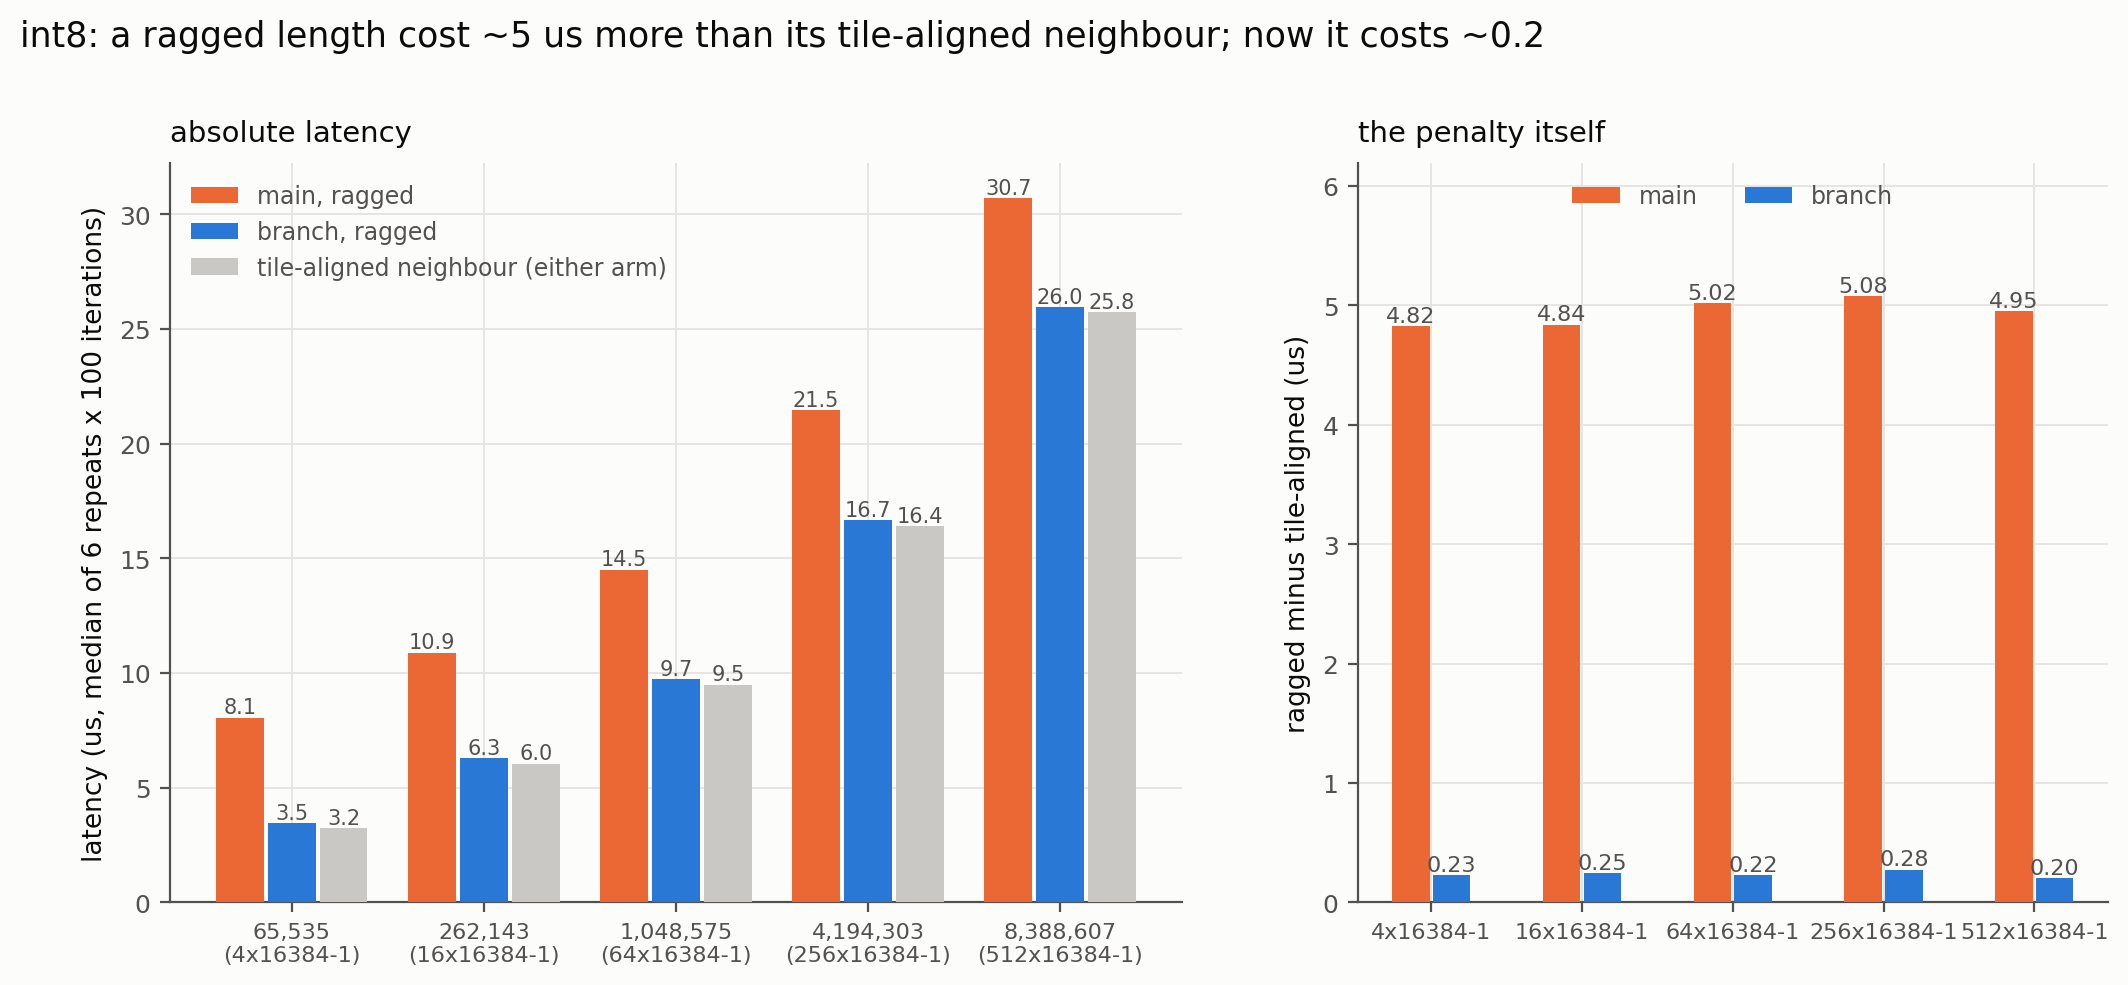 int8: a ragged length cost ~5 us more than its tile-aligned neighbour; now it costs ~0.2
absolute latency
latency (us, median of 6 repeats x 100 iterations)
main, ragged
branch, ragged
tile-aligned neighbour (either arm)
30
25
20
15
10
5
0
8.1
3.5
3.2
10.9
6.3
6.0
14.5
9.7
9.5
21.5
16.7
16.4
30.7
26.0
25.8
65,535
(4x16384-1)
262,143
(16x16384-1)
1,048,575
(64x16384-1)
4,194,303
(256x16384-1)
8,388,607
(512x16384-1)
the penalty itself
ragged minus tile-aligned (us)
main
branch
6
5
4
3
2
1
0
4.82
0.23
4.84
0.25
5.02
0.22
5.08
0.28
4.95
0.20
4x16384-1
16x16384-1
64x16384-1
256x16384-1
512x16384-1